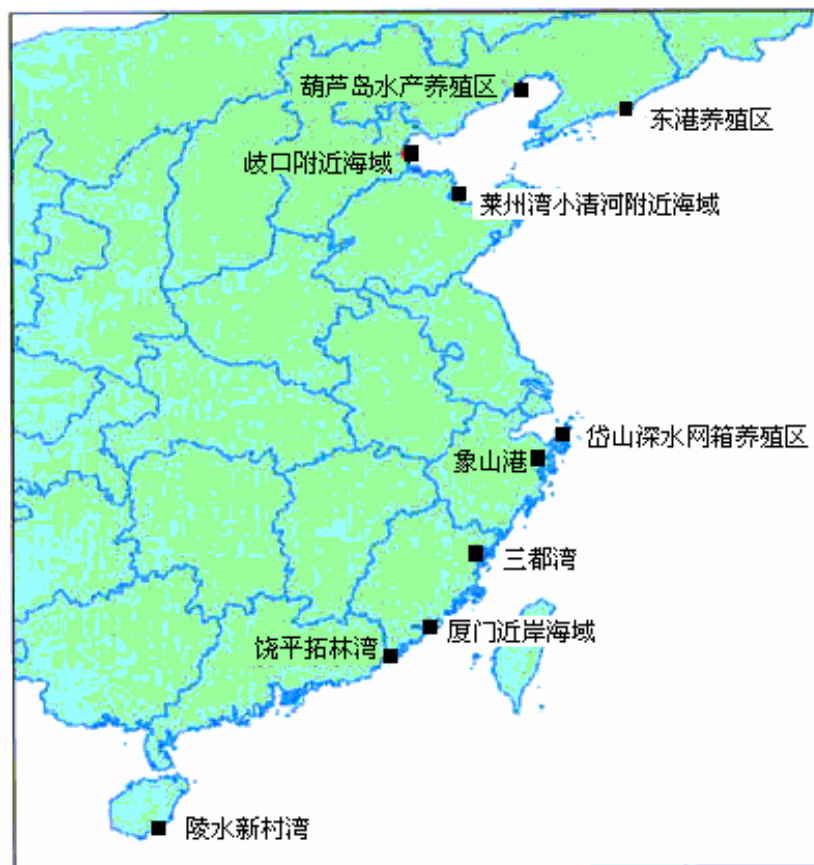 葫芦岛水产养殖区
东港养殖区
歧口附近海域
莱州湾小清河附近海域
岱山深水网箱养殖区
象山港
三都湾
厦门近岸海域
饶平拓林湾
陵水新村湾